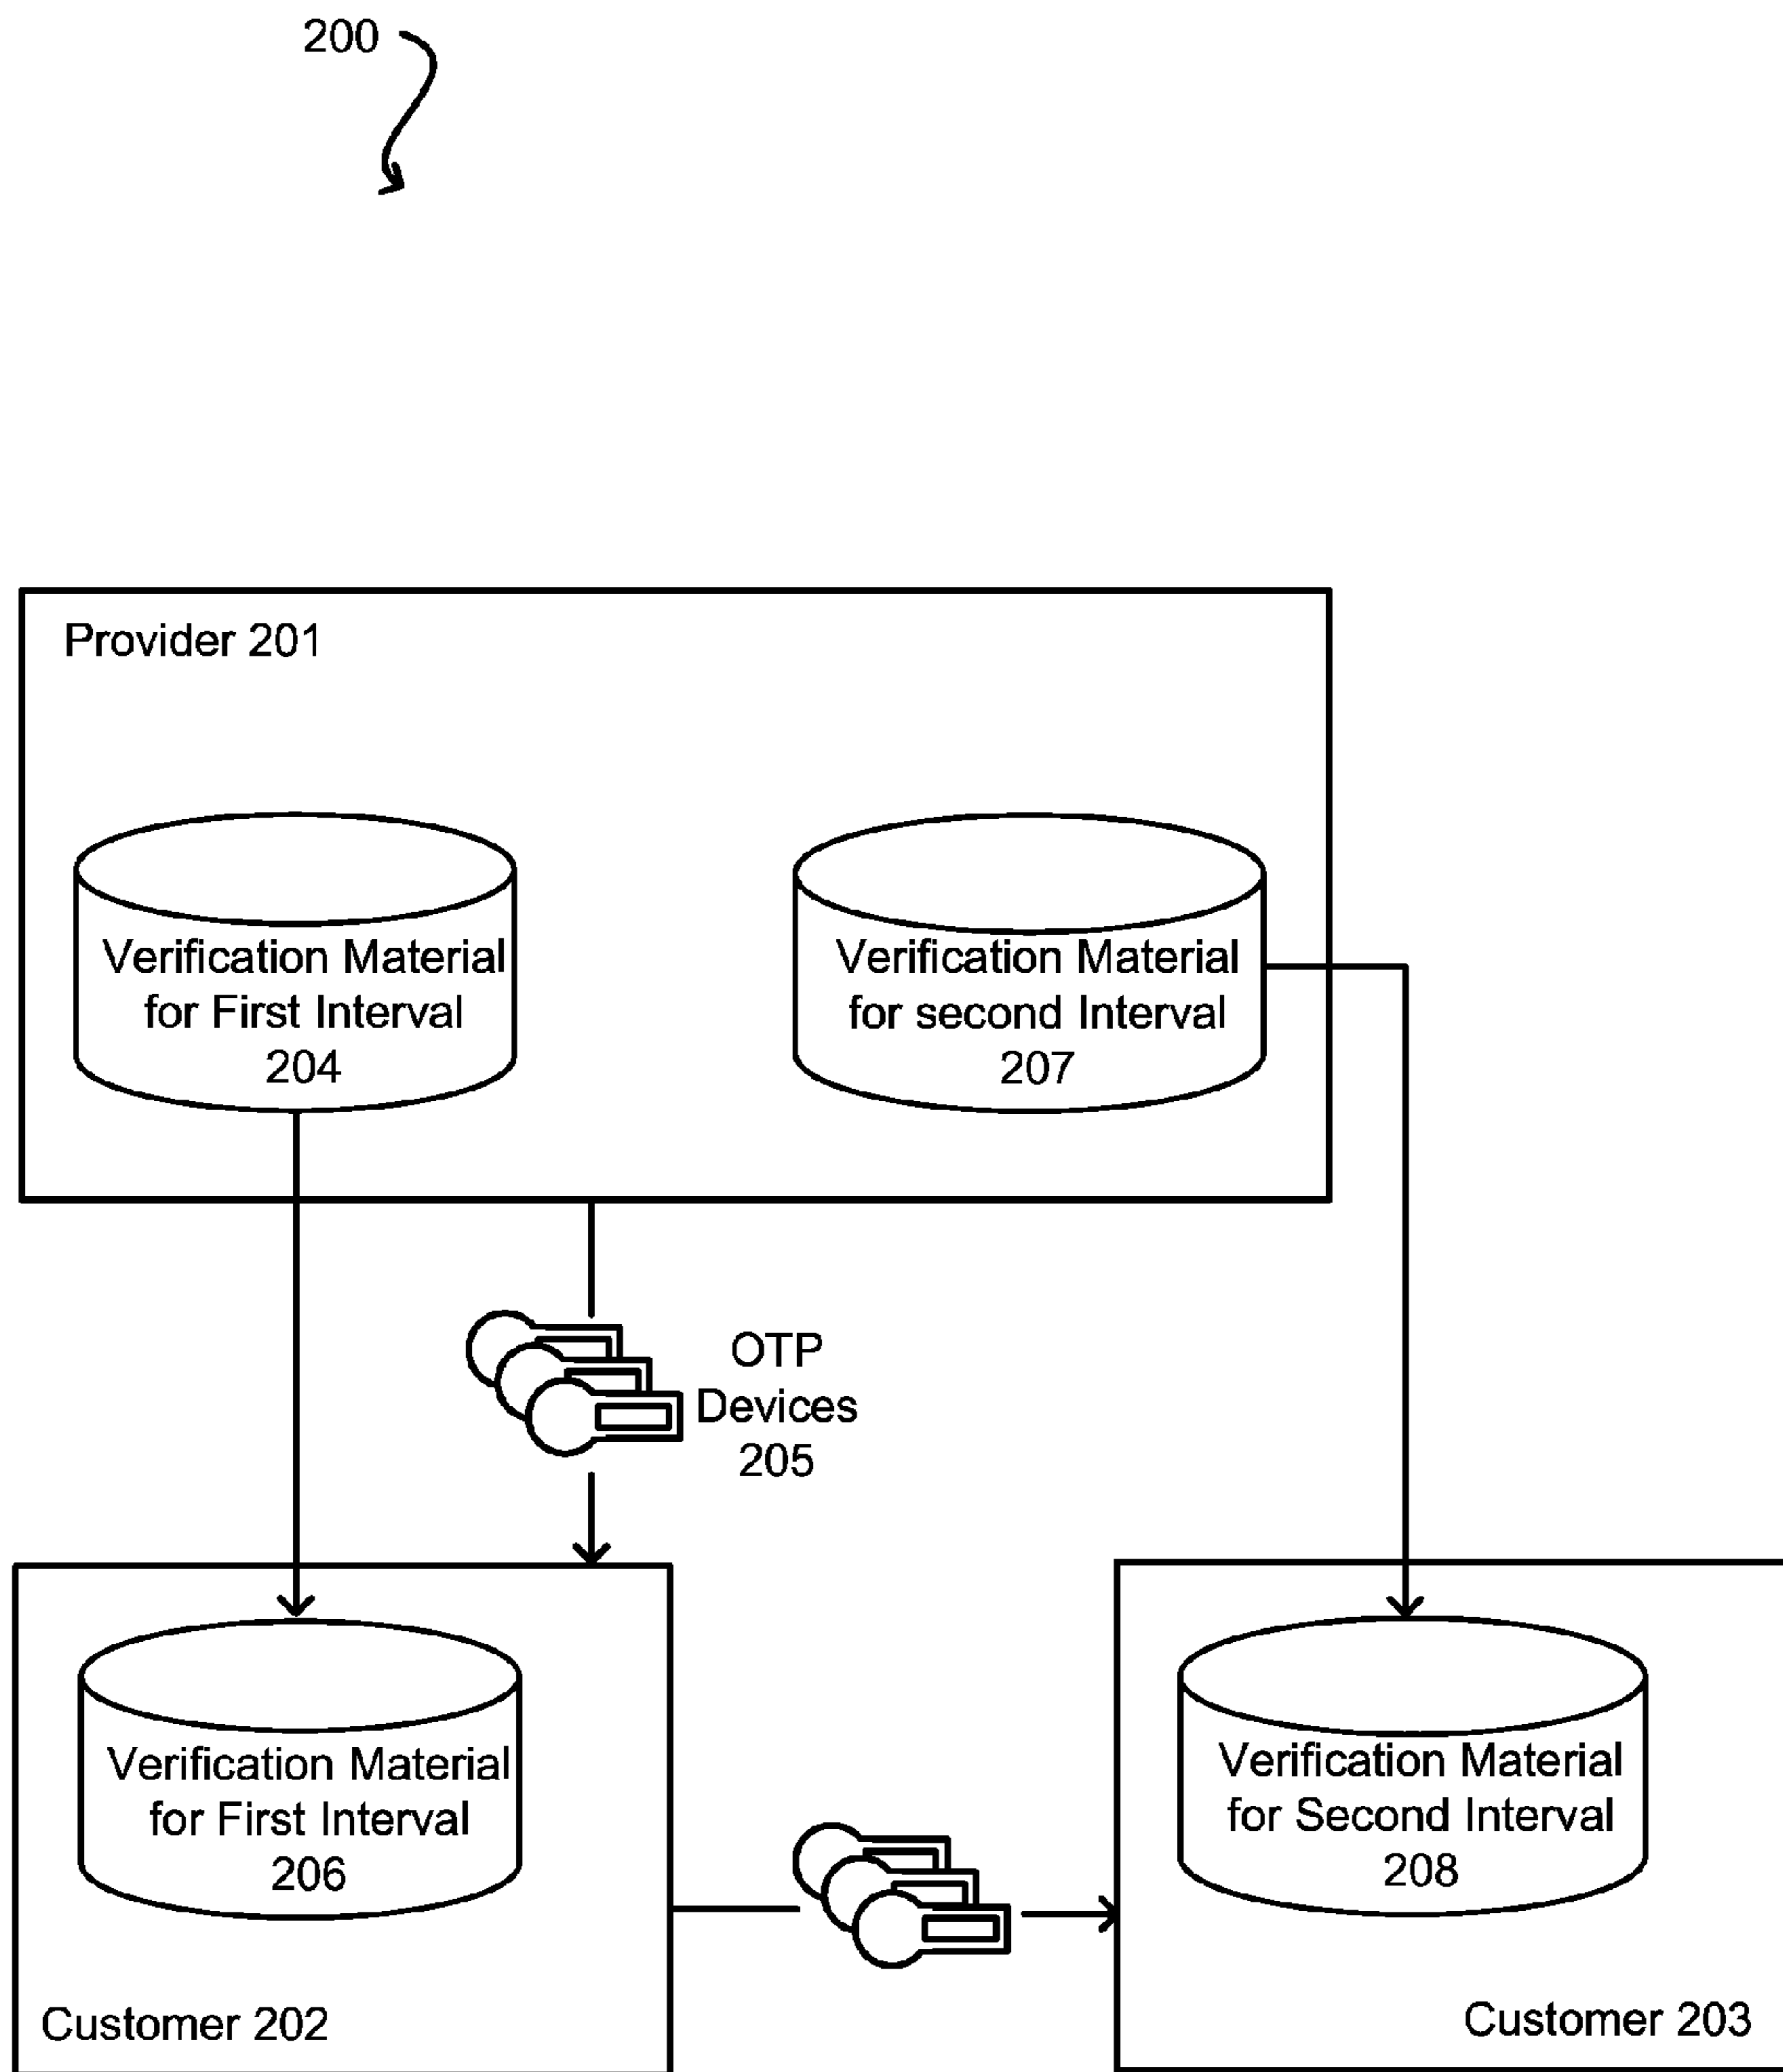 200
Provider 201
Verification Material
for First Interval
204
Verification Material
for second Interval
207
OTP
Devices
205
Verification Material
for First Interval
206
Customer 202
Verification Material
for Second Interval
208
Customer 203